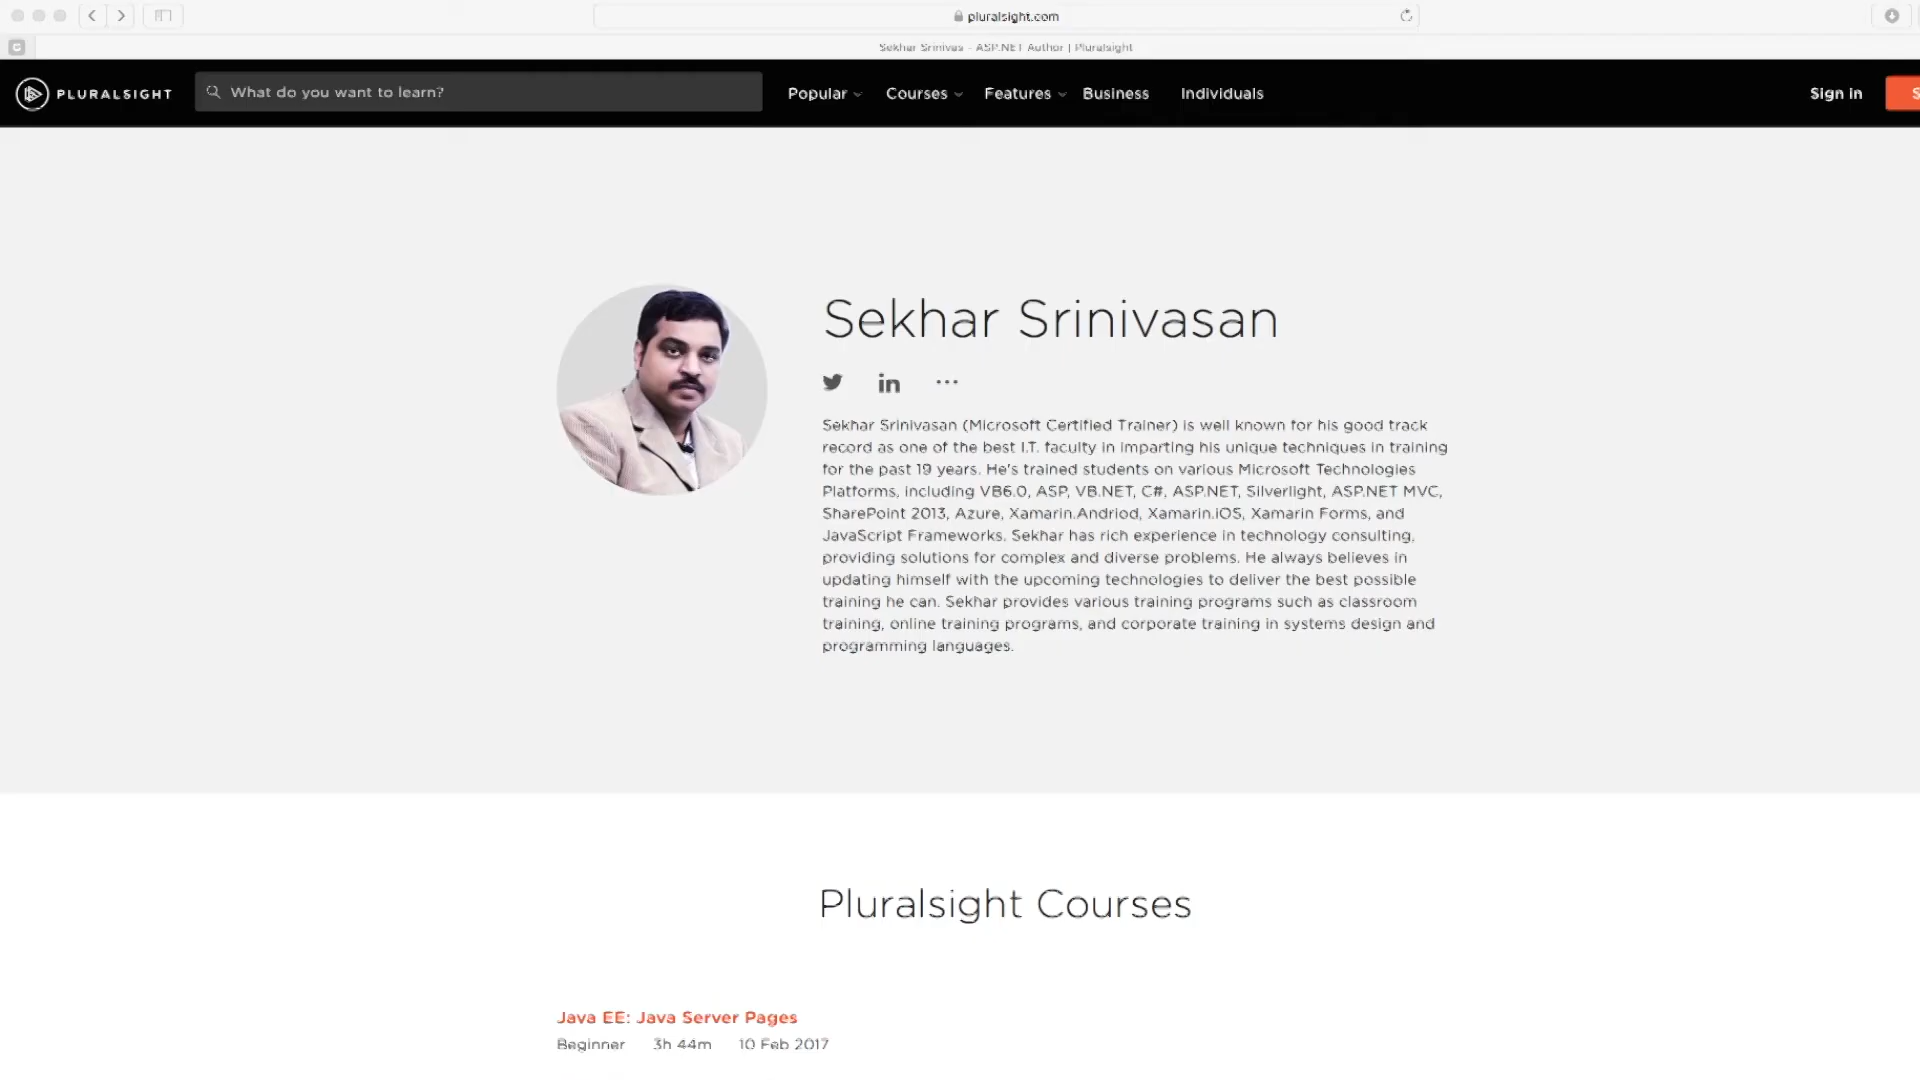 pluralsight.com
Sekhar Srinivas - ASP.NET Author | Pluralsight
PLURALSIGHT
What do you want to learn?
Popular
Courses
Features
Business
Individuals
Sign in
Sekhar Srinivasan
Sekhar Srinivasan (Microsoft Certified Trainer) is well known for his good track
record as one of the best I.T. faculty in imparting his unique techniques in training
for the past 19 years. He's trained students on various Microsoft Technologies
Platforms, including VB6.0, ASP, VB.NET, C#, ASP.NET, Silverlight, ASP.NET MVC,
SharePoint 2013, Azure, Xamarin.Andriod, Xamarin.iOS, Xamarin Forms, and
JavaScript Frameworks. Sekhar has rich experience in technology consulting,
providing solutions for complex and diverse problems. He always believes in
updating himself with the upcoming technologies to deliver the best possible
training he can. Sekhar provides various training programs such as classroom
training, online training programs, and corporate training in systems design and
programming languages.
Pluralsight Courses
Java EE: Java Server Pages
Beginner 3h 44m 10 Feb 2017